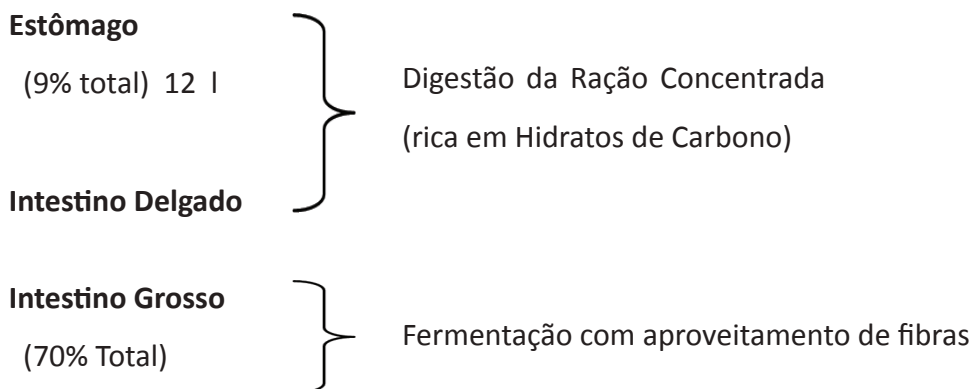 Estômago
(9% total) 12 l
Digestão da Ração Concentrada
(rica em Hidratos de Carbono)
Intestino Delgado
Intestino Grosso
(70% Total)
Fermentação com aproveitamento de fibras